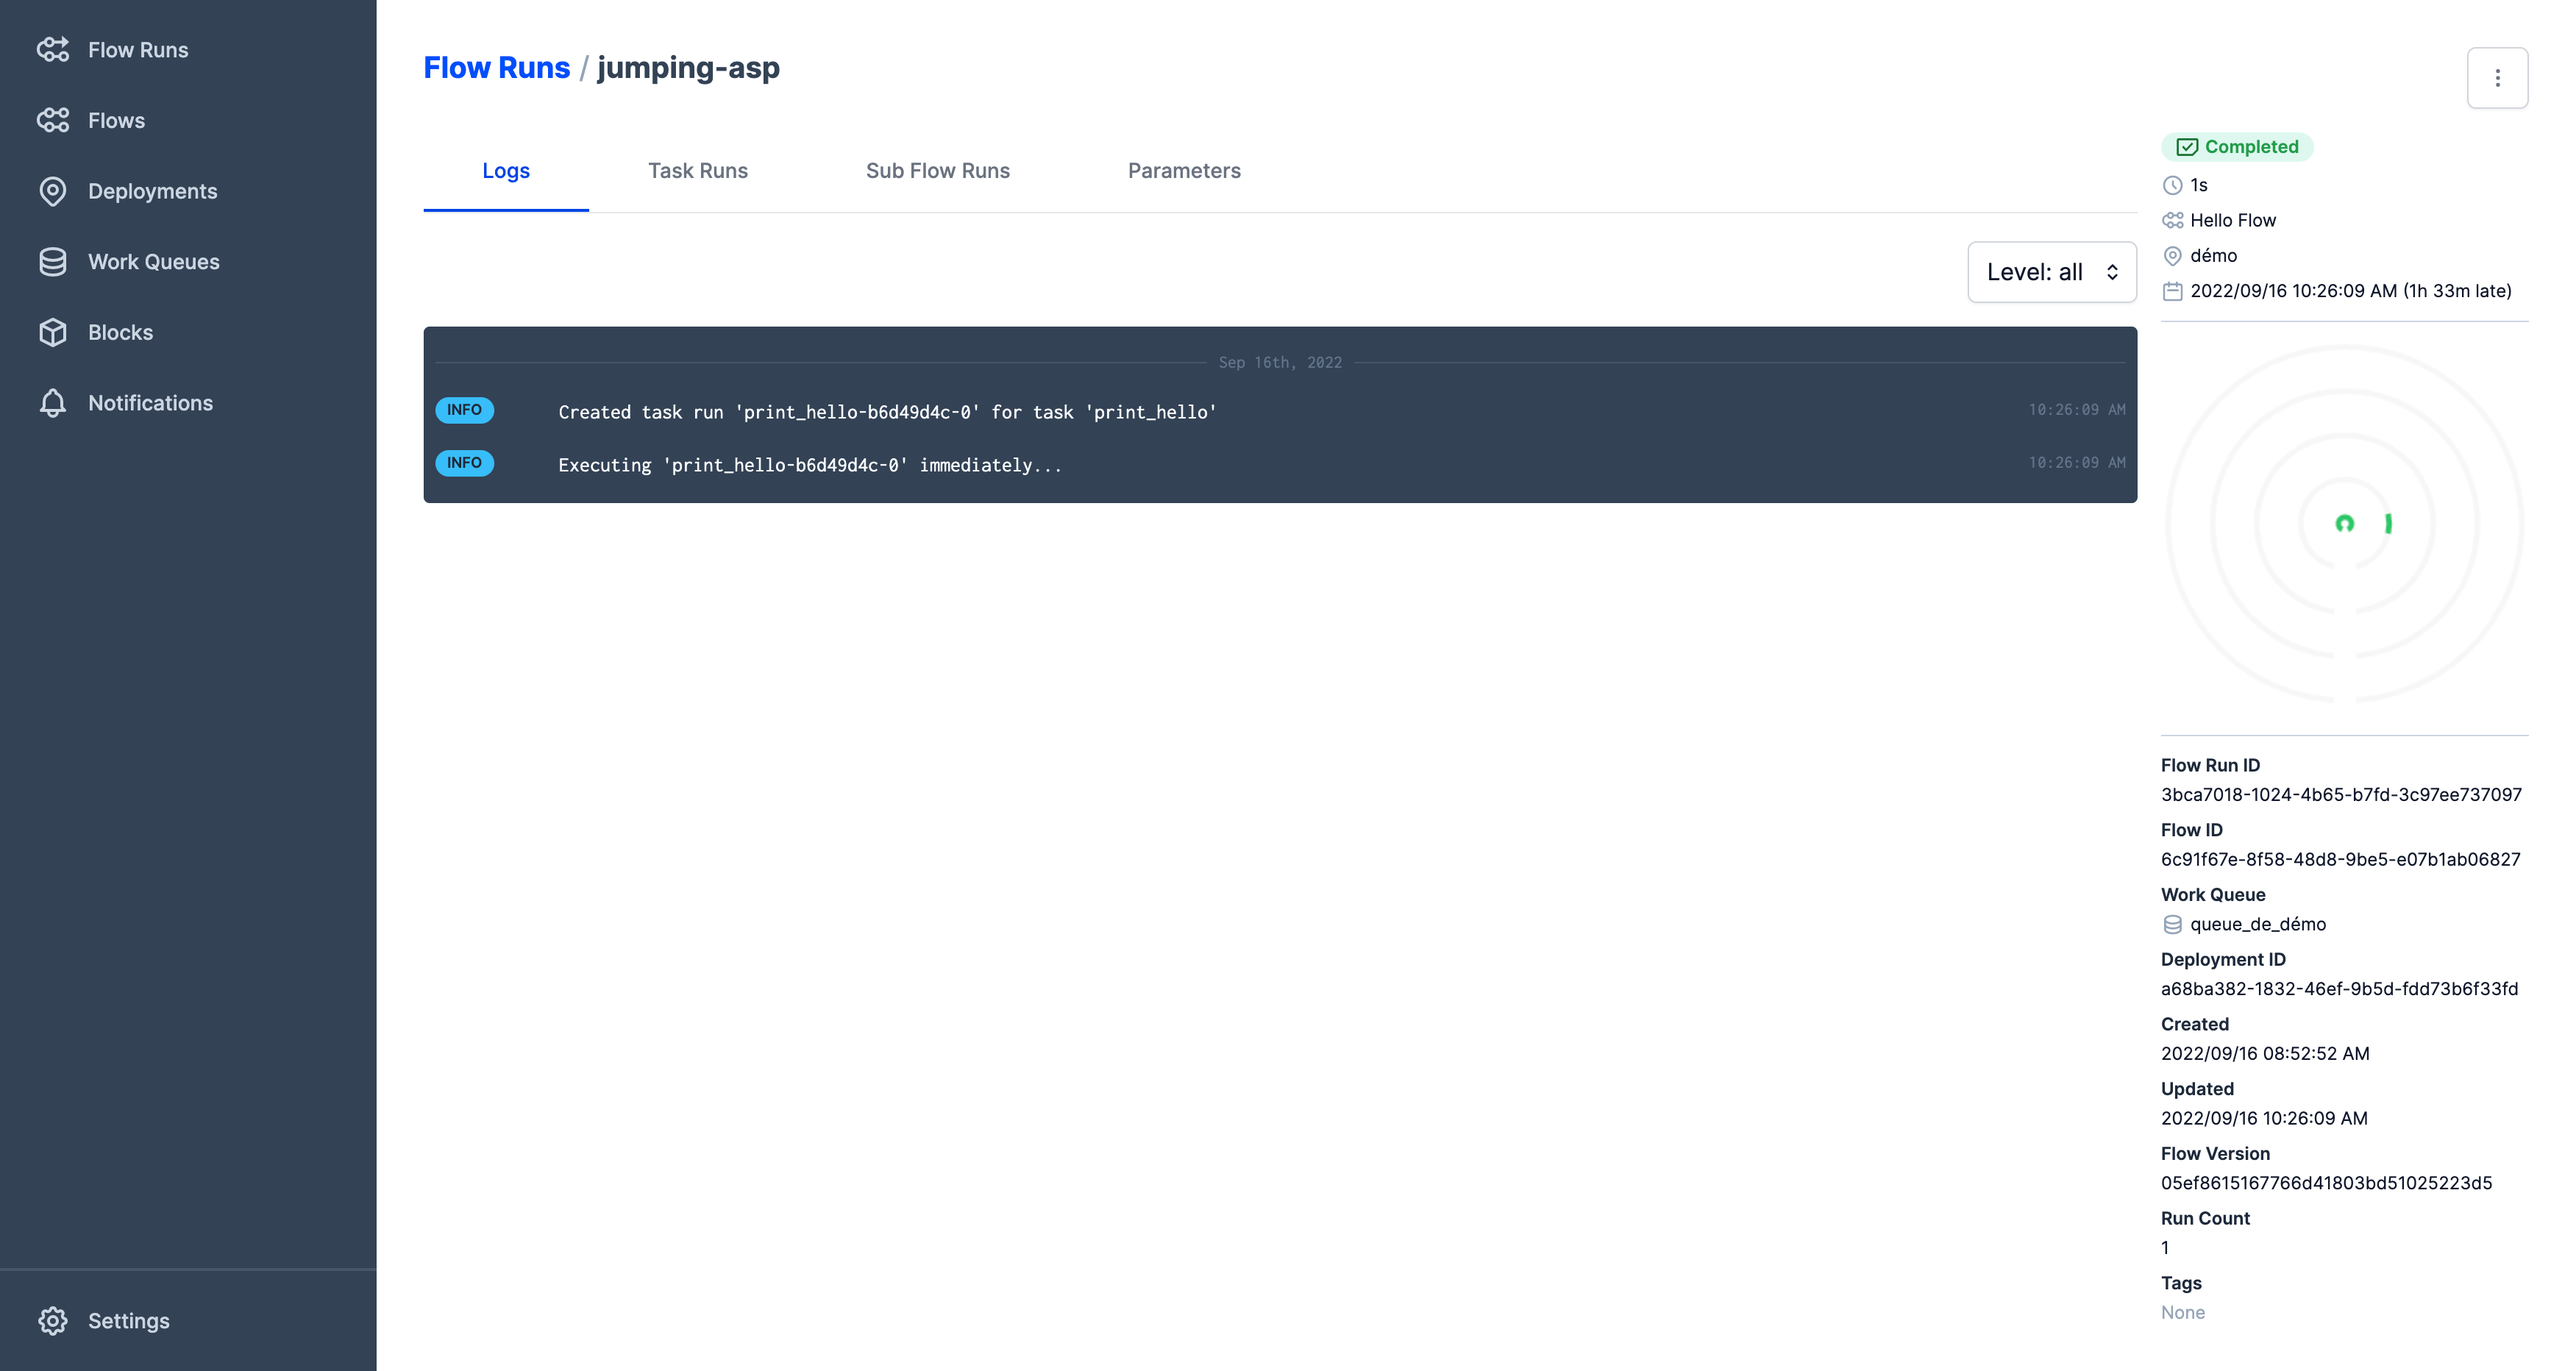 Flow Runs
Flows
Deployments
Work Queues
Blocks
Notifications
Settings
Flow Runs / jumping-asp
Logs Task Runs Sub Flow Runs Parameters
Level: all
Sep 16th, 2022
INFO Created task run 'print_hello-b6d49d4c-0' for task 'print_hello' 10:26:09 AM
INFO Executing 'print_hello-b6d49d4c-0' immediately... 10:26:09 AM
Completed
1s
Hello Flow
démo
2022/09/16 10:26:09 AM (1h 33m late)
Flow Run ID
3bca7018-1024-4b65-b7fd-3c97ee737097
Flow ID
6c91f67e-8f58-48d8-9be5-e07b1ab06827
Work Queue
queue_de_démo
Deployment ID
a68ba382-1832-46ef-9b5d-fdd73b6f33fd
Created
2022/09/16 08:52:52 AM
Updated
2022/09/16 10:26:09 AM
Flow Version
05ef8615167766d41803bd51025223d5
Run Count
1
Tags
None